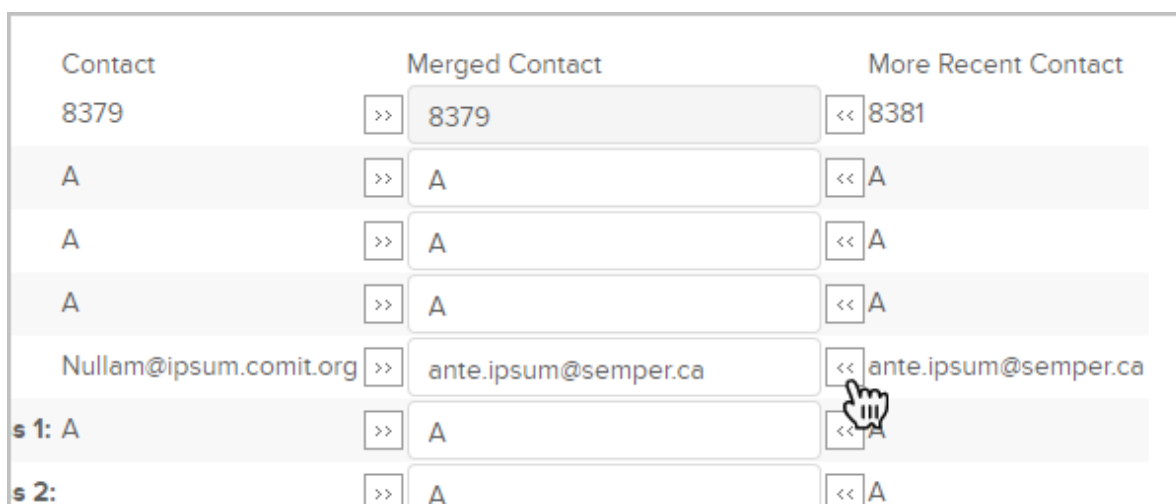 Contact Merged Contact More Recent Contact
8379 >> 8379 << 8381
A >> A << A
A >> A << A
A >> A << A
Nullam@ipsum.comit.org >> ante.ipsum@semper.ca << ante.ipsum@semper.ca
s 1: A >> A << A
s 2: >> A << A